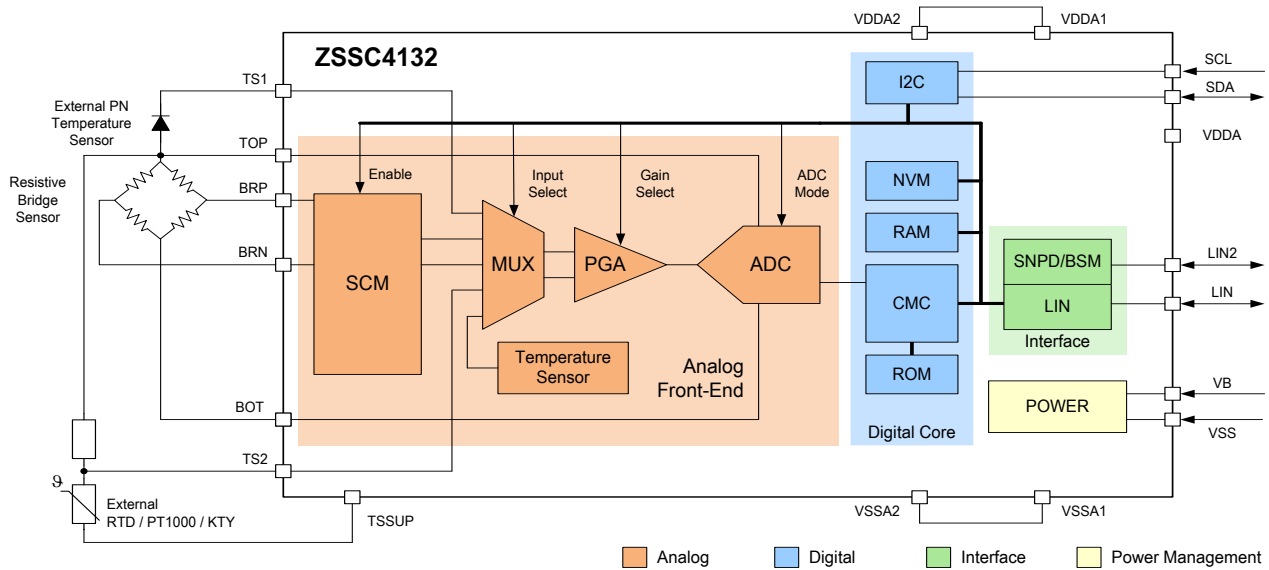 VDDA2
VDDA1
ZSSC4132
TS1
SCL
I2C
SDA
External PN
Temperature
Sensor
TOP
VDDA
Enable
Input
Select
Gain
Select
ADC
Mode
Resistive
Bridge
Sensor
BRP
NVM
RAM
BRN
SCM
MUX
PGA
ADC
CMC
SNPD/BSM
LIN2
LIN
LIN
Interface
Temperature
Sensor
Analog
Front-End
ROM
VB
POWER
BOT
Digital Core
VSS
TS2
ϑ
External
RTD / PT1000 / KTY
TSSUP
VSSA2
VSSA1
Analog
Digital
Interface
Power Management